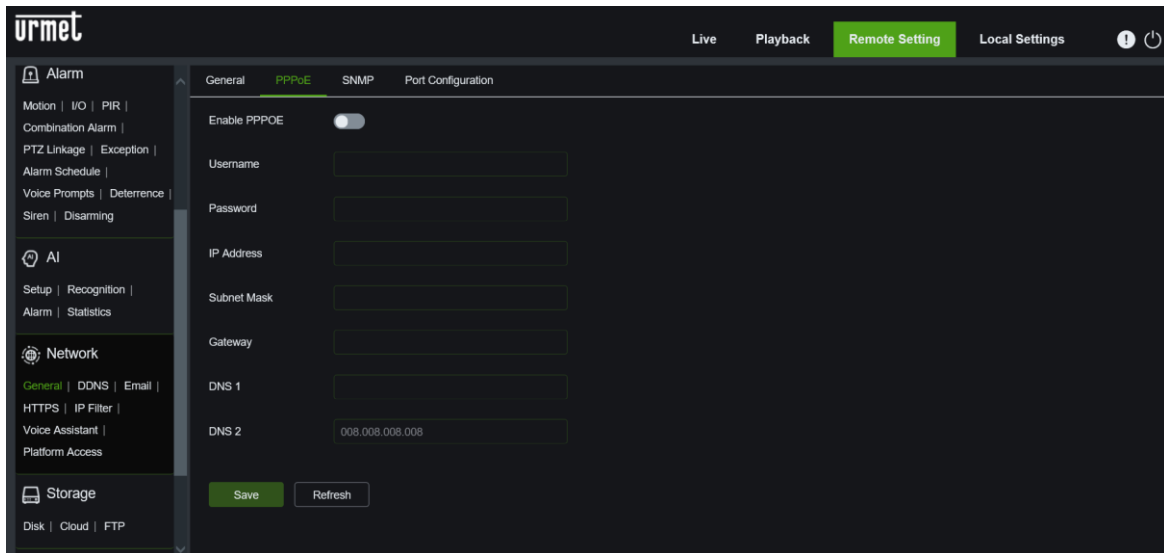 urmet
Live Playback Remote Setting Local Settings
Alarm
Motion | I/O | PIR |
Combination Alarm |
PTZ Linkage | Exception |
Alarm Schedule |
Voice Prompts | Deterrence |
Siren | Disarming
AI
Setup | Recognition |
Alarm | Statistics
Network
General | DDNS | Email |
HTTPS | IP Filter |
Voice Assistant |
Platform Access
Storage
Disk | Cloud | FTP
General PPPoE SNMP Port Configuration
Enable PPPOE
Username
Password
IP Address
Subnet Mask
Gateway
DNS 1
DNS 2 008.008.008.008
Save Refresh